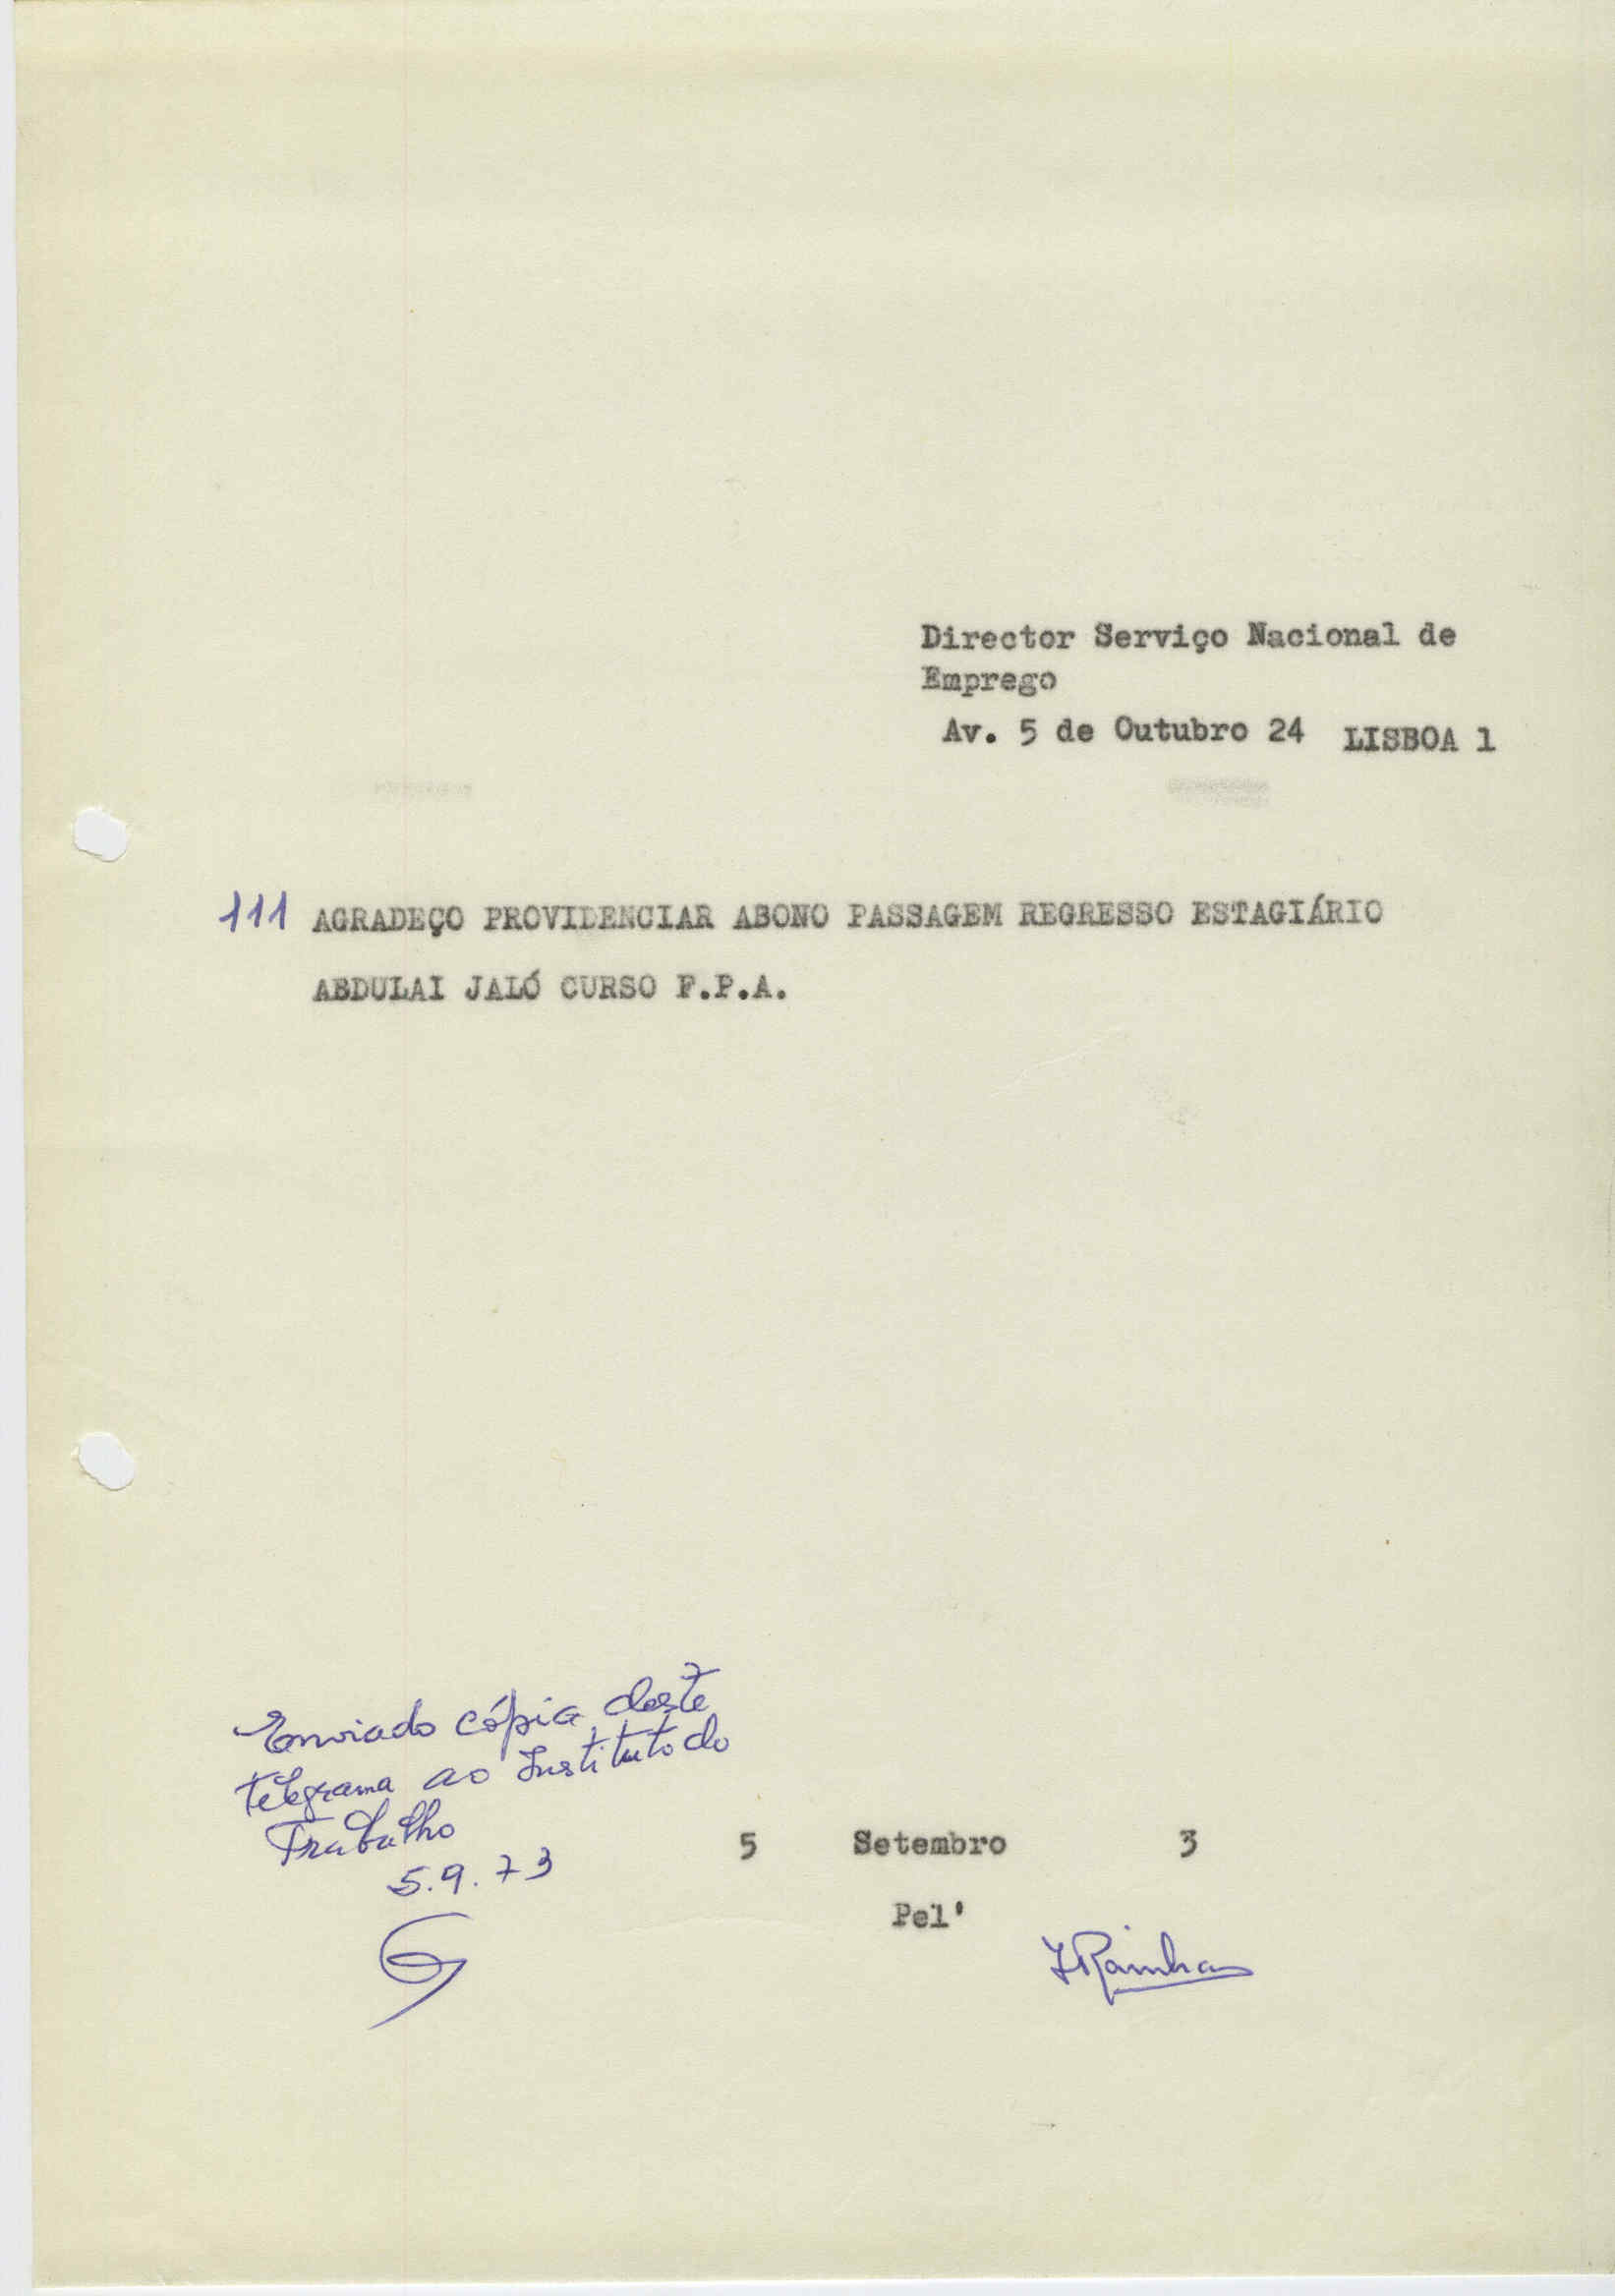 Director Serviço Nacional de
Emprego
Av. 5 de Outubro 24 LISBOA 1
111 AGRADEÇO PROVIDENCIAR ABONO PASSAGEM REGRESSO ESTAGIÁRIO
ABDULAI JALÓ CURSO F.P.A.
Enviado cópia deste
telegrama ao Instituto do
Trabalho
5.9.73
5 Setembro 3
Pel'